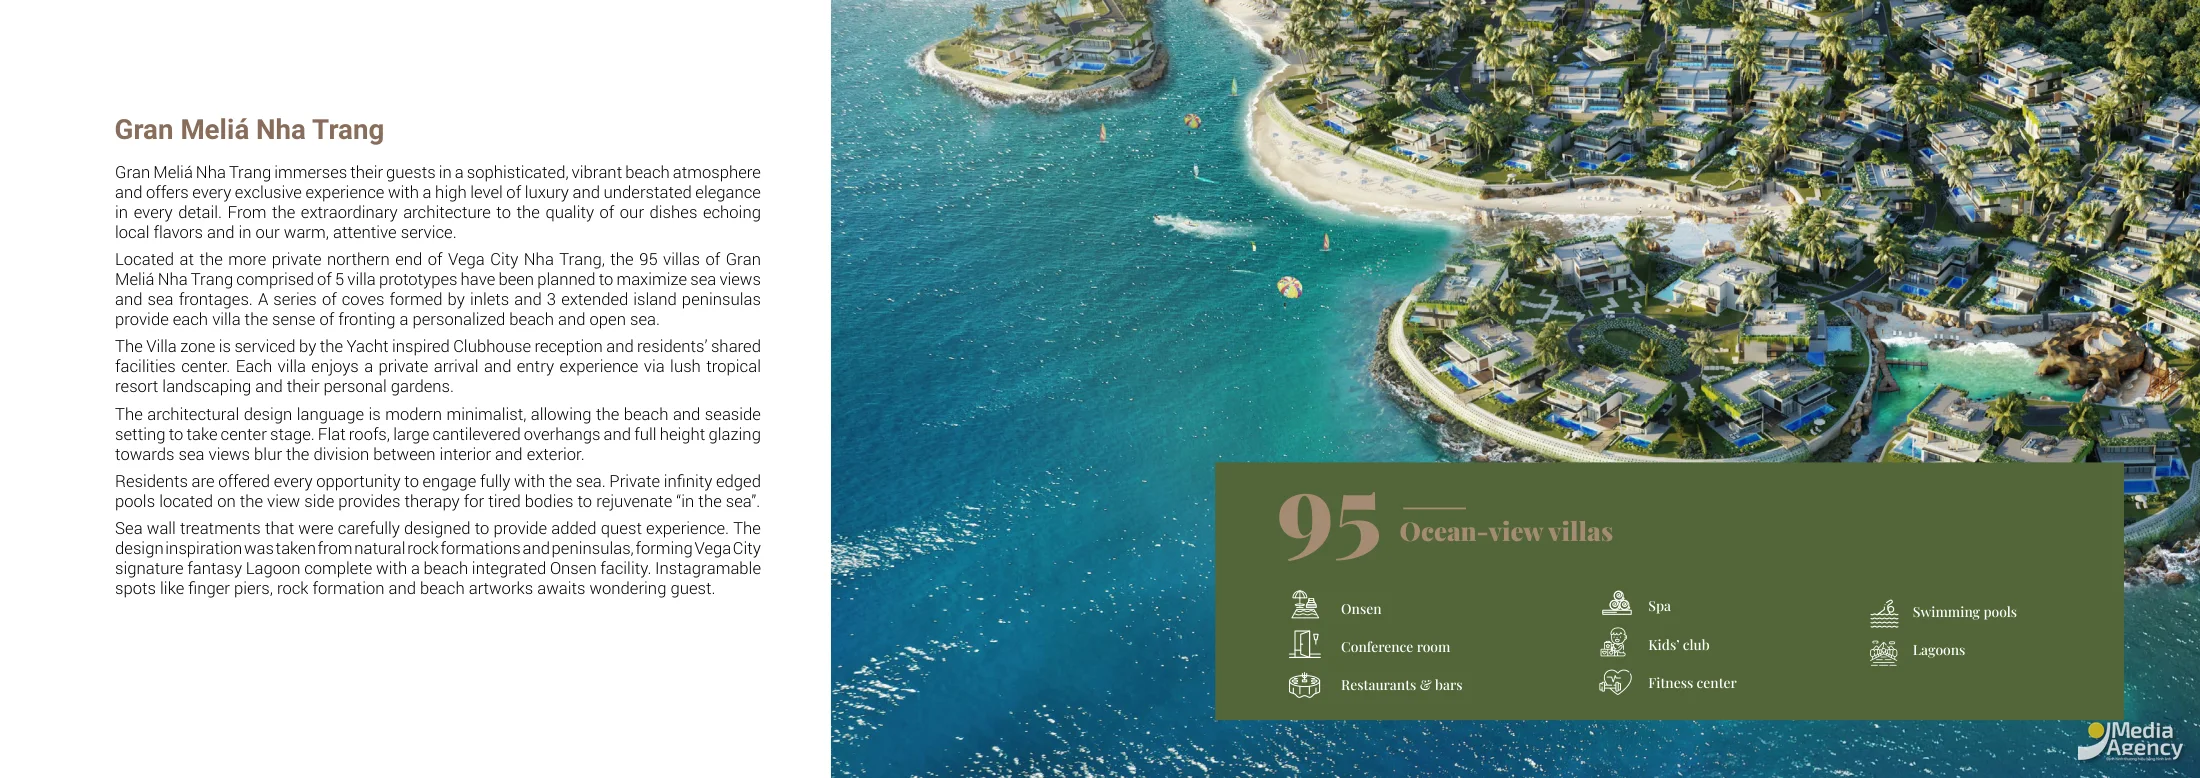 Gran Meliá Nha Trang
Gran Meliá Nha Trang immerses their guests in a sophisticated, vibrant beach atmosphere
and offers every exclusive experience with a high level of luxury and understated elegance
in every detail. From the extraordinary architecture to the quality of our dishes echoing
local flavors and in our warm, attentive service.
Located at the more private northern end of Vega City Nha Trang, the 95 villas of Gran
Meliá Nha Trang comprised of 5 villa prototypes have been planned to maximize sea views
and sea frontages. A series of coves formed by inlets and 3 extended island peninsulas
provide each villa the sense of fronting a personalized beach and open sea.
The Villa zone is serviced by the Yacht inspired Clubhouse reception and residents’ shared
facilities center. Each villa enjoys a private arrival and entry experience via lush tropical
resort landscaping and their personal gardens.
The architectural design language is modern minimalist, allowing the beach and seaside
setting to take center stage. Flat roofs, large cantilevered overhangs and full height glazing
towards sea views blur the division between interior and exterior.
Residents are offered every opportunity to engage fully with the sea. Private infinity edged
pools located on the view side provides therapy for tired bodies to rejuvenate “in the sea”.
Sea wall treatments that were carefully designed to provide added quest experience. The
design inspiration was taken from natural rock formations and peninsulas, forming Vega City
signature fantasy Lagoon complete with a beach integrated Onsen facility. Instagramable
spots like finger piers, rock formation and beach artworks awaits wondering guest.
95 Ocean-view villas
Onsen
Conference room
Restaurants & bars
Spa
Kids’ club
Fitness center
Swimming pools
Lagoons
Media
Agency